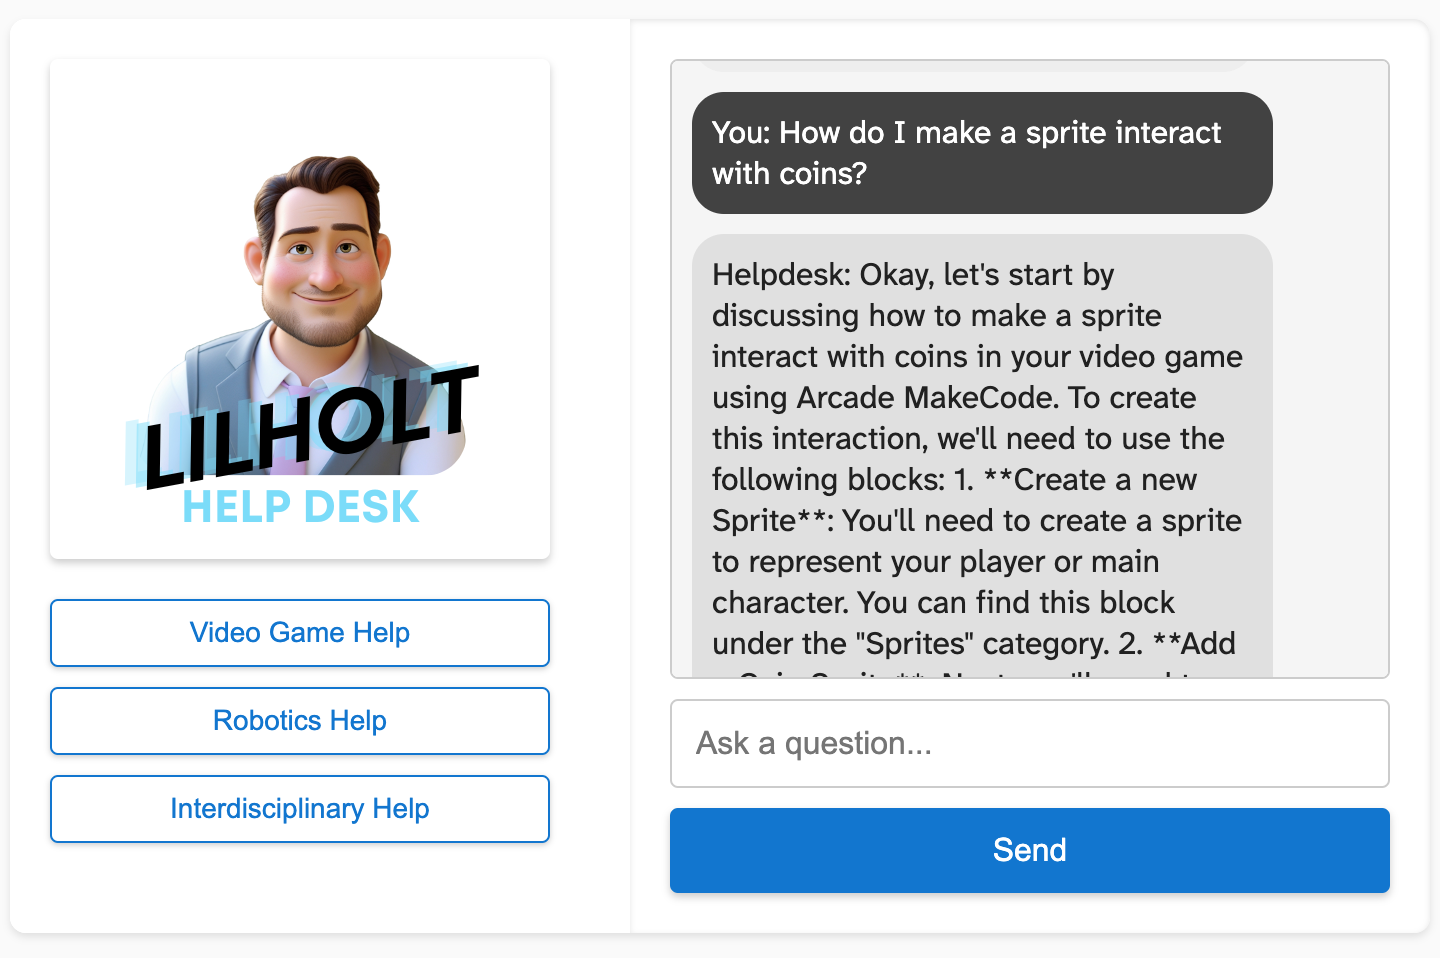 LILHOLT
HELP DESK
Video Game Help
Robotics Help
Interdisciplinary Help
You: How do I make a sprite interact
with coins?
Helpdesk: Okay, let's start by
discussing how to make a sprite
interact with coins in your video game
using Arcade MakeCode. To create
this interaction, we'll need to use the
following blocks: 1. **Create a new
Sprite**: You'll need to create a sprite
to represent your player or main
character. You can find this block
under the "Sprites" category. 2. **Add
Ask a question...
Send